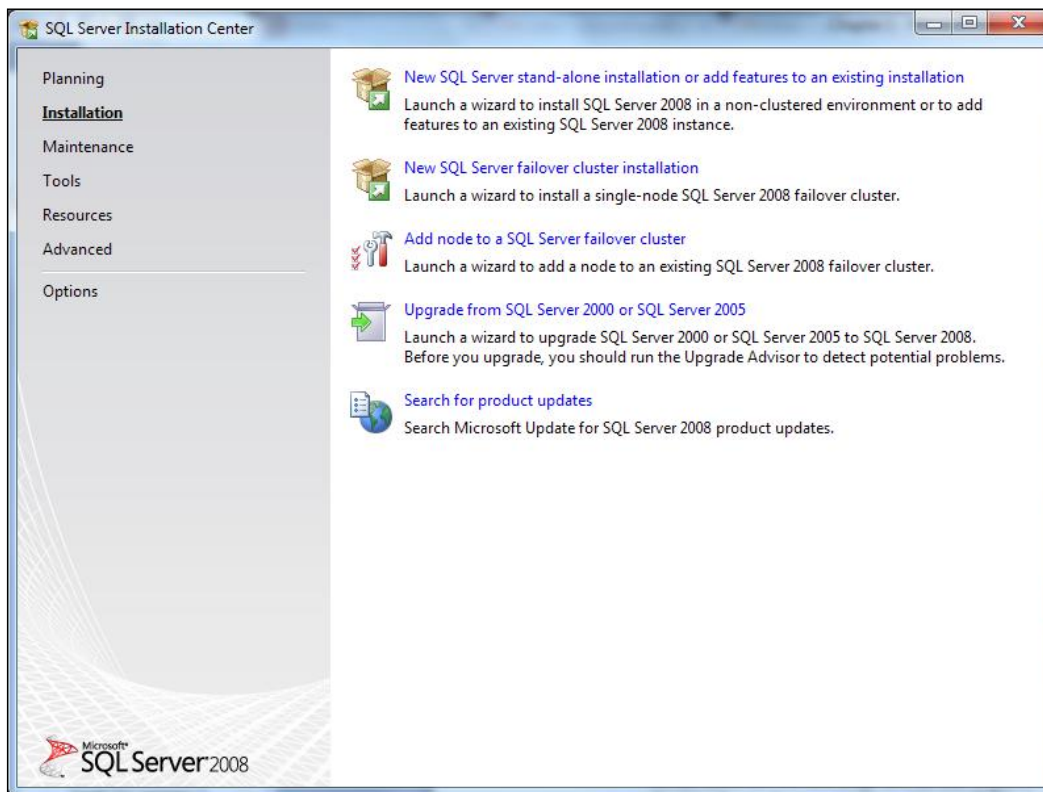 SQL Server Installation Center
Planning
Installation
Maintenance
Tools
Resources
Advanced
Options
New SQL Server stand-alone installation or add features to an existing installation
Launch a wizard to install SQL Server 2008 in a non-clustered environment or to add
features to an existing SQL Server 2008 instance.
New SQL Server failover cluster installation
Launch a wizard to install a single-node SQL Server 2008 failover cluster.
Add node to a SQL Server failover cluster
Launch a wizard to add a node to an existing SQL Server 2008 failover cluster.
Upgrade from SQL Server 2000 or SQL Server 2005
Launch a wizard to upgrade SQL Server 2000 or SQL Server 2005 to SQL Server 2008.
Before you upgrade, you should run the Upgrade Advisor to detect potential problems.
Search for product updates
Search Microsoft Update for SQL Server 2008 product updates.
Microsoft®
SQL Server 2008